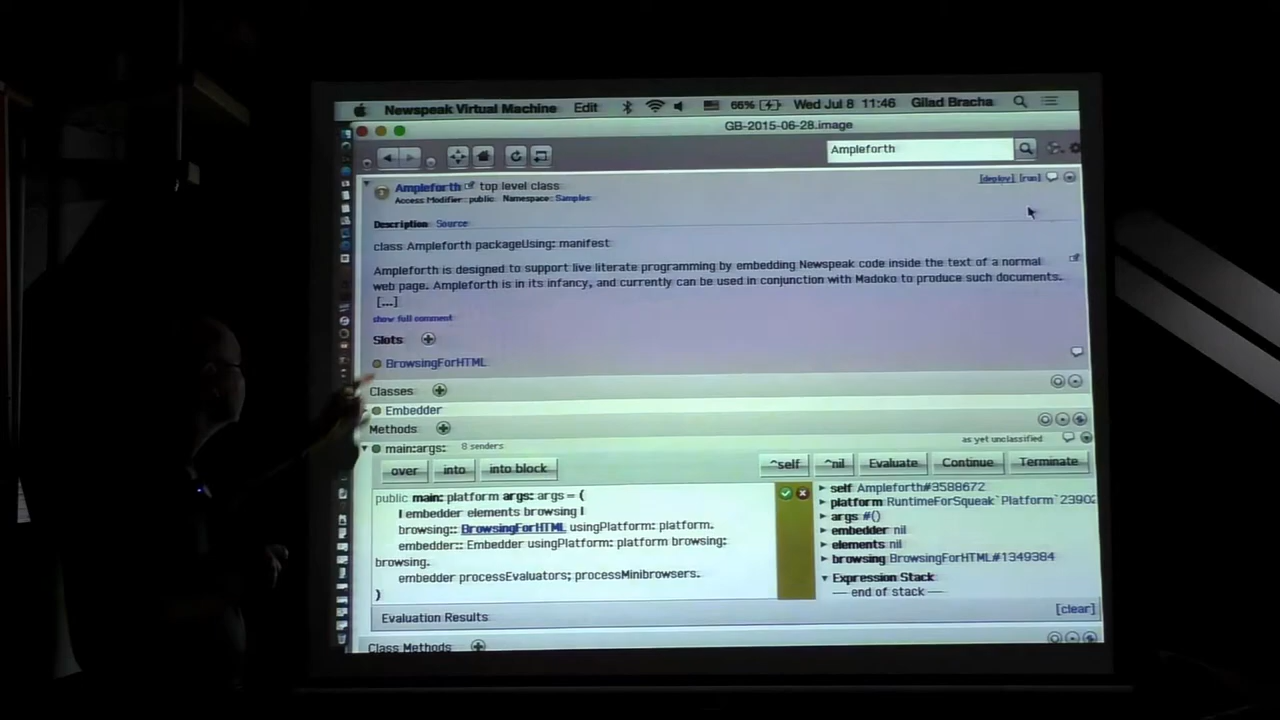 Newspeak Virtual Machine Edit 66% Wed Jul 8 11:46 Gilad Bracha
GB-2015-06-28.image
Ampleforth
Ampleforth top level class [deploy] [run]
Access Modifier: public Namespace: Samples
Description Source
class Ampleforth packageUsing: manifest
Ampleforth is designed to support live literate programming by embedding Newspeak code inside the text of a normal
web page. Ampleforth is in its infancy, and currently can be used in conjunction with Madoko to produce such documents.
[...]
show full comment
Slots
BrowsingForHTML
Classes
Embedder
Methods
main:args: 8 senders as yet unclassified
over into into block ^self ^nil Evaluate Continue Terminate
public main: platform args: args = (
| embedder elements browsing |
browsing:: BrowsingForHTML usingPlatform: platform.
embedder:: Embedder usingPlatform: platform browsing:
browsing.
embedder processEvaluators; processMinibrowsers.
)
self Ampleforth#3588672
platform RuntimeForSqueak`Platform`23902
args #()
embedder nil
elements nil
browsing BrowsingForHTML#1349384
Expression Stack
— end of stack —
Evaluation Results [clear]
Class Methods